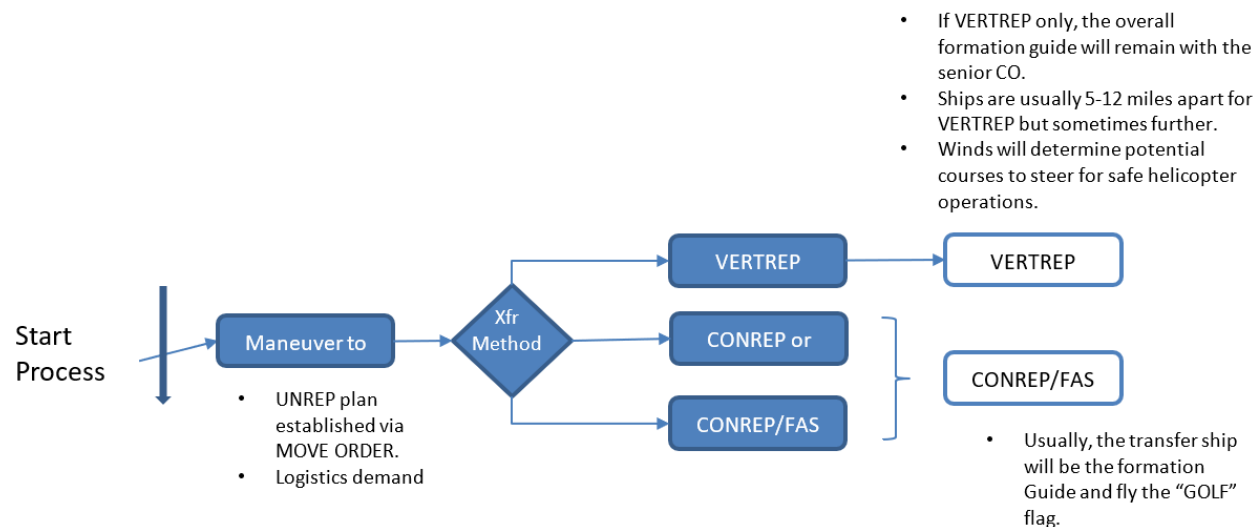 • If VERTREP only, the overall
formation guide will remain with the
senior CO.
• Ships are usually 5-12 miles apart for
VERTREP but sometimes further.
• Winds will determine potential
courses to steer for safe helicopter
operations.
VERTREP
VERTREP
Start
Process
Maneuver to
Xfr
Method
CONREP or
CONREP/FAS
CONREP/FAS
• UNREP plan
established via
MOVE ORDER.
• Logistics demand
• Usually, the transfer ship
will be the formation
Guide and fly the “GOLF”
flag.